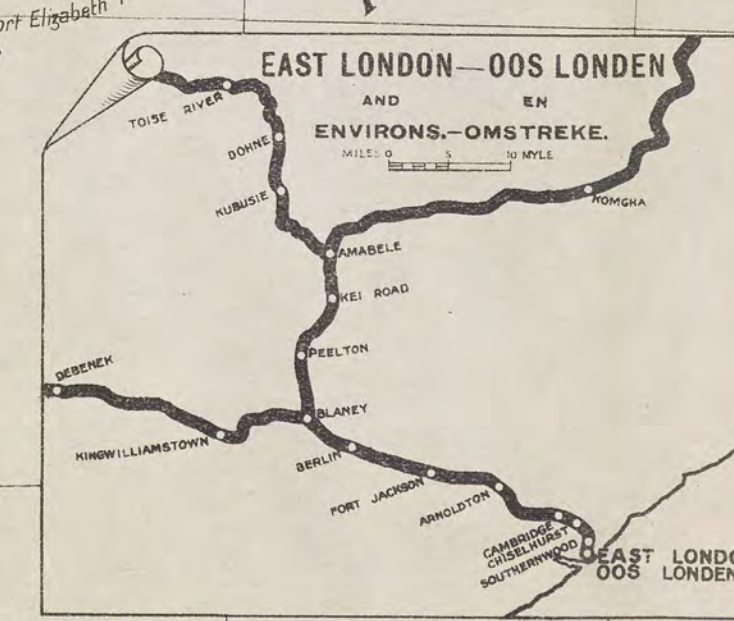 Elizabeth
EAST LONDON—OOS LONDEN
AND EN
ENVIRONS.—OMSTREKE.
MILES 0 5 10 MYLE
TOISE RIVER
DOHNE
KUBUSIE
KOMGHA
AMABELE
KEI ROAD
PEELTON
DEBENEK
BLANEY
KINGWILLIAMSTOWN
BERLIN
FORT JACKSON
ARNOLDTON
CAMBRIDGE
CHISELHURST
SOUTHERNWOOD
EAST LONDO
OOS LONDEN